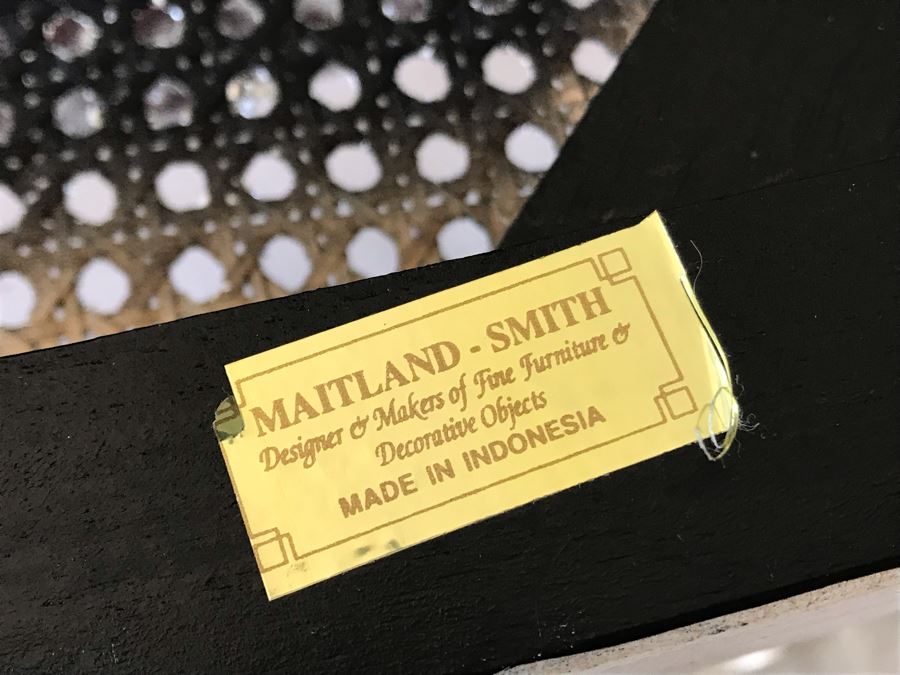 MAITLAND - SMITH
Designer & Makers of Fine Furniture &
Decorative Objects
MADE IN INDONESIA